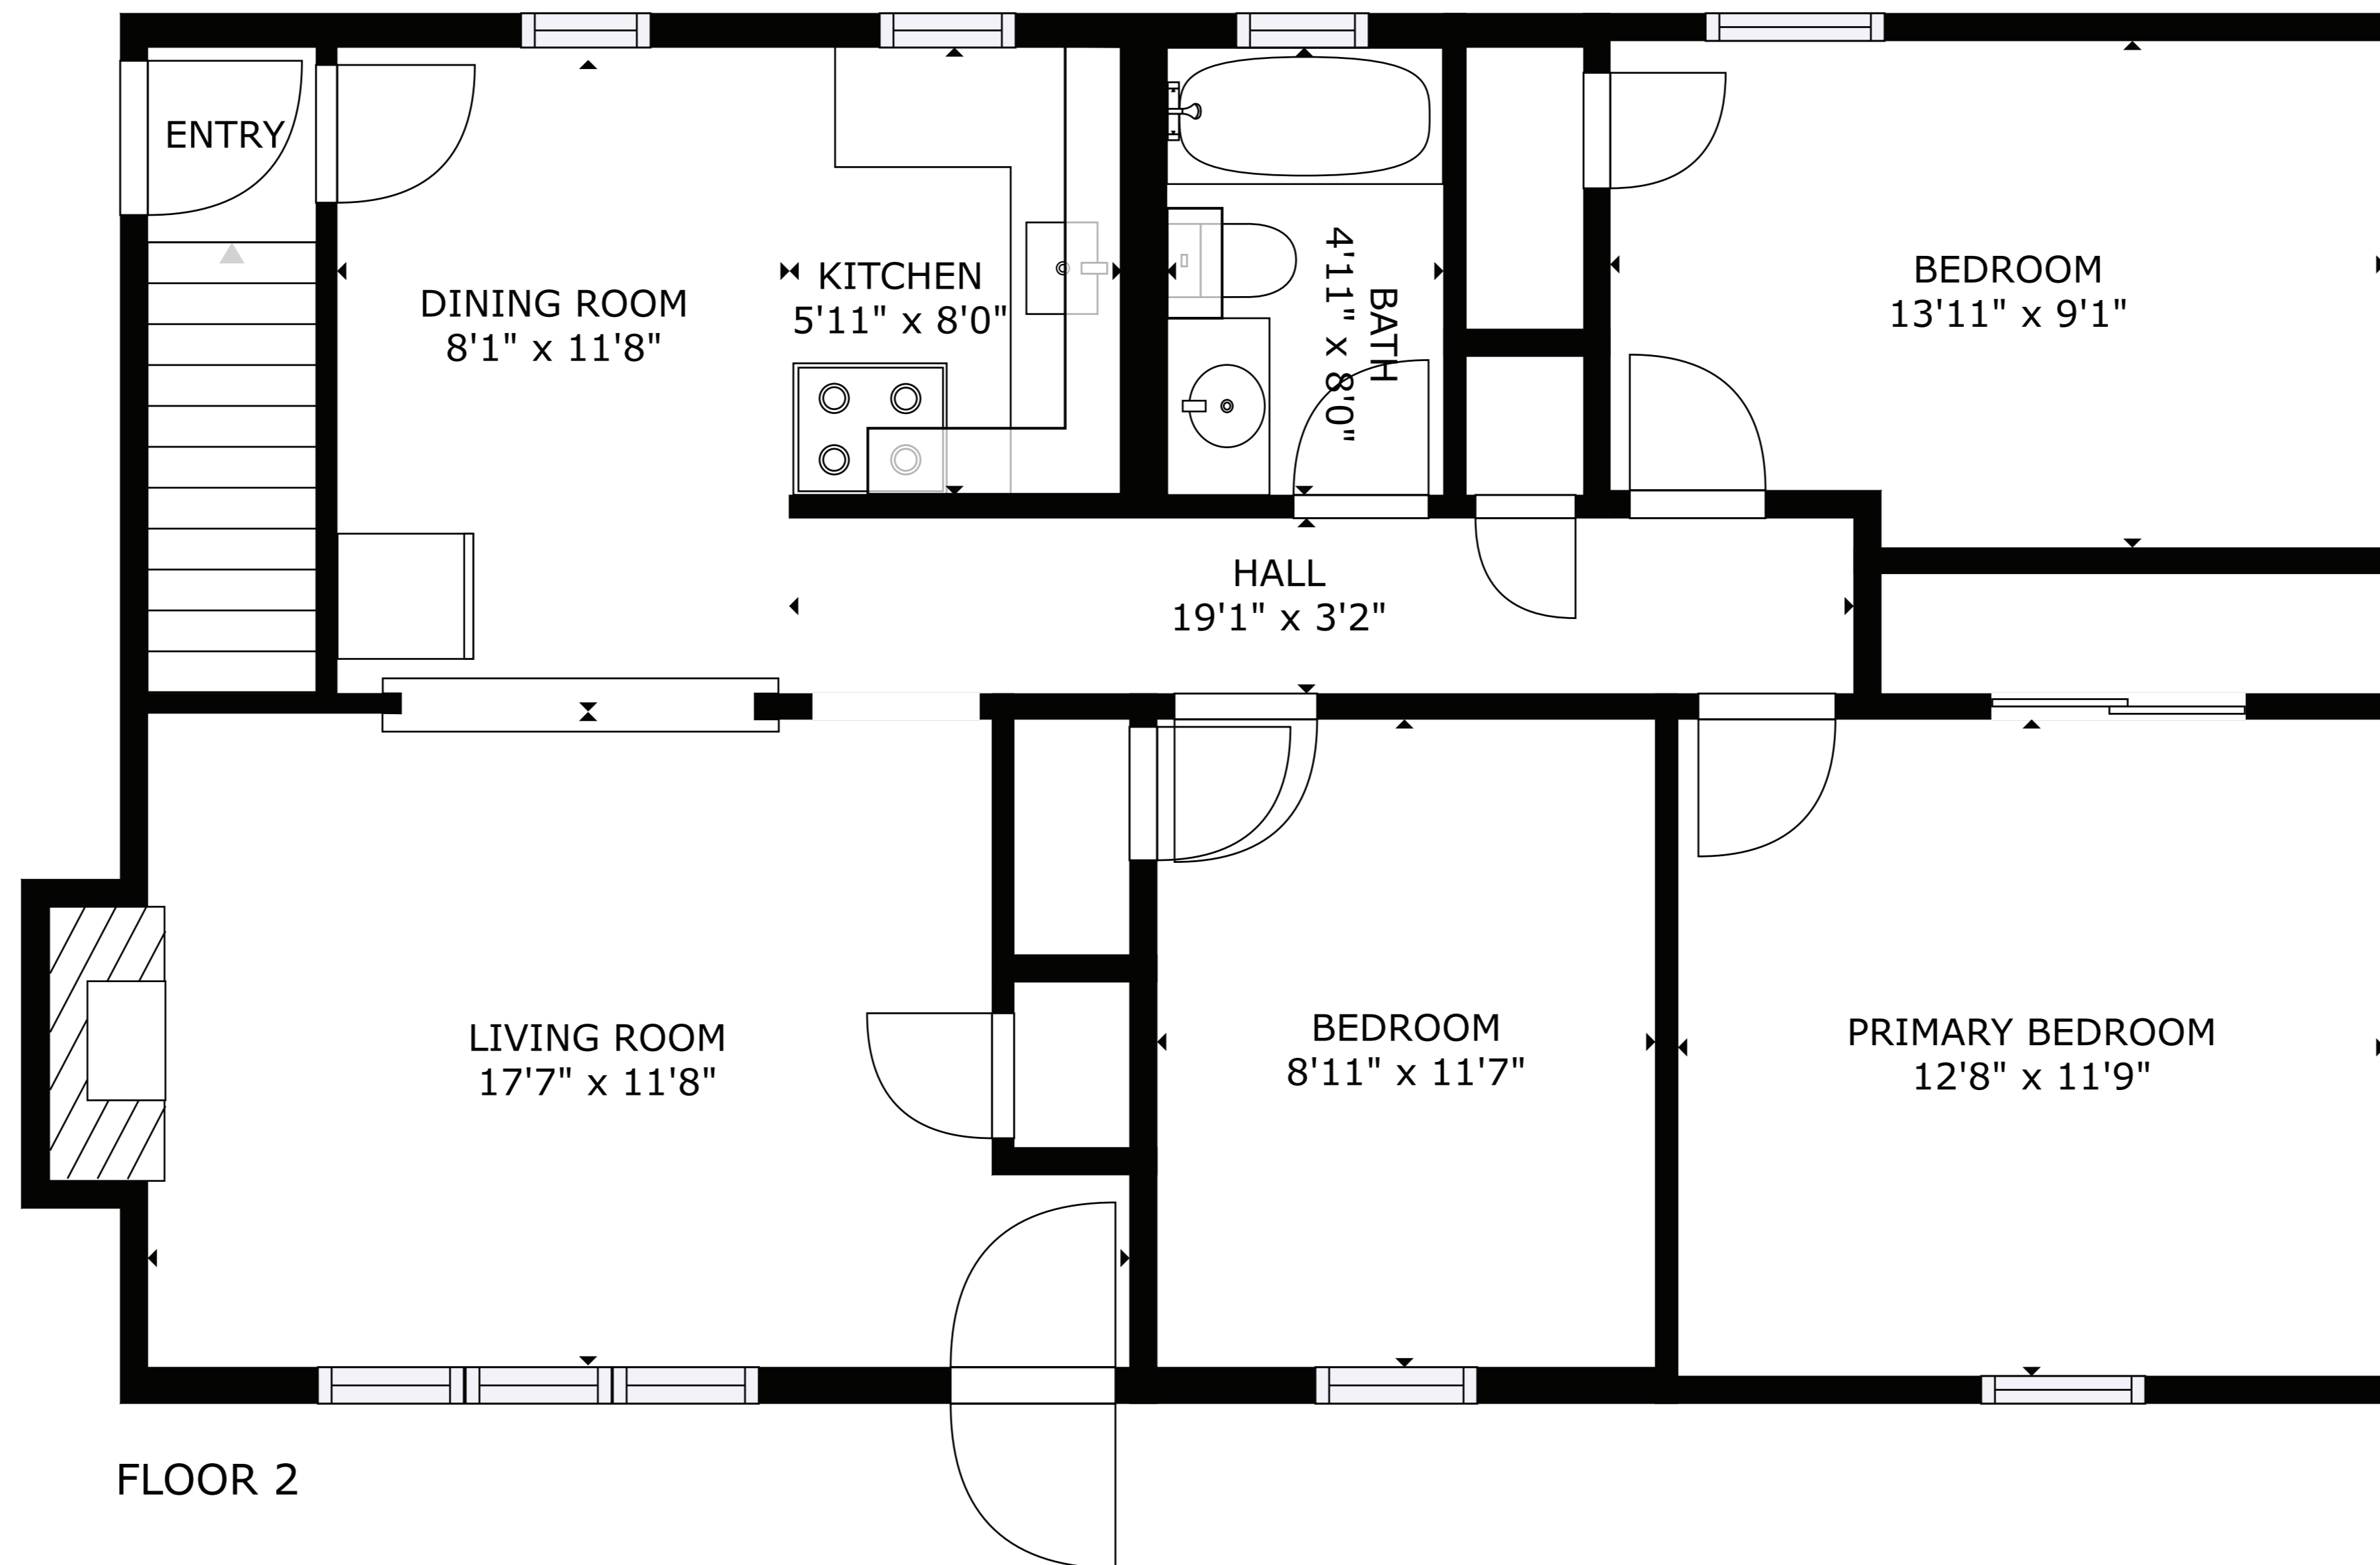 ENTRY
DINING ROOM
8'1" x 11'8"
KITCHEN
5'11" x 8'0"
BATH
4'11" x 8'0"
BEDROOM
13'11" x 9'1"
HALL
19'1" x 3'2"
LIVING ROOM
17'7" x 11'8"
BEDROOM
8'11" x 11'7"
PRIMARY BEDROOM
12'8" x 11'9"
FLOOR 2